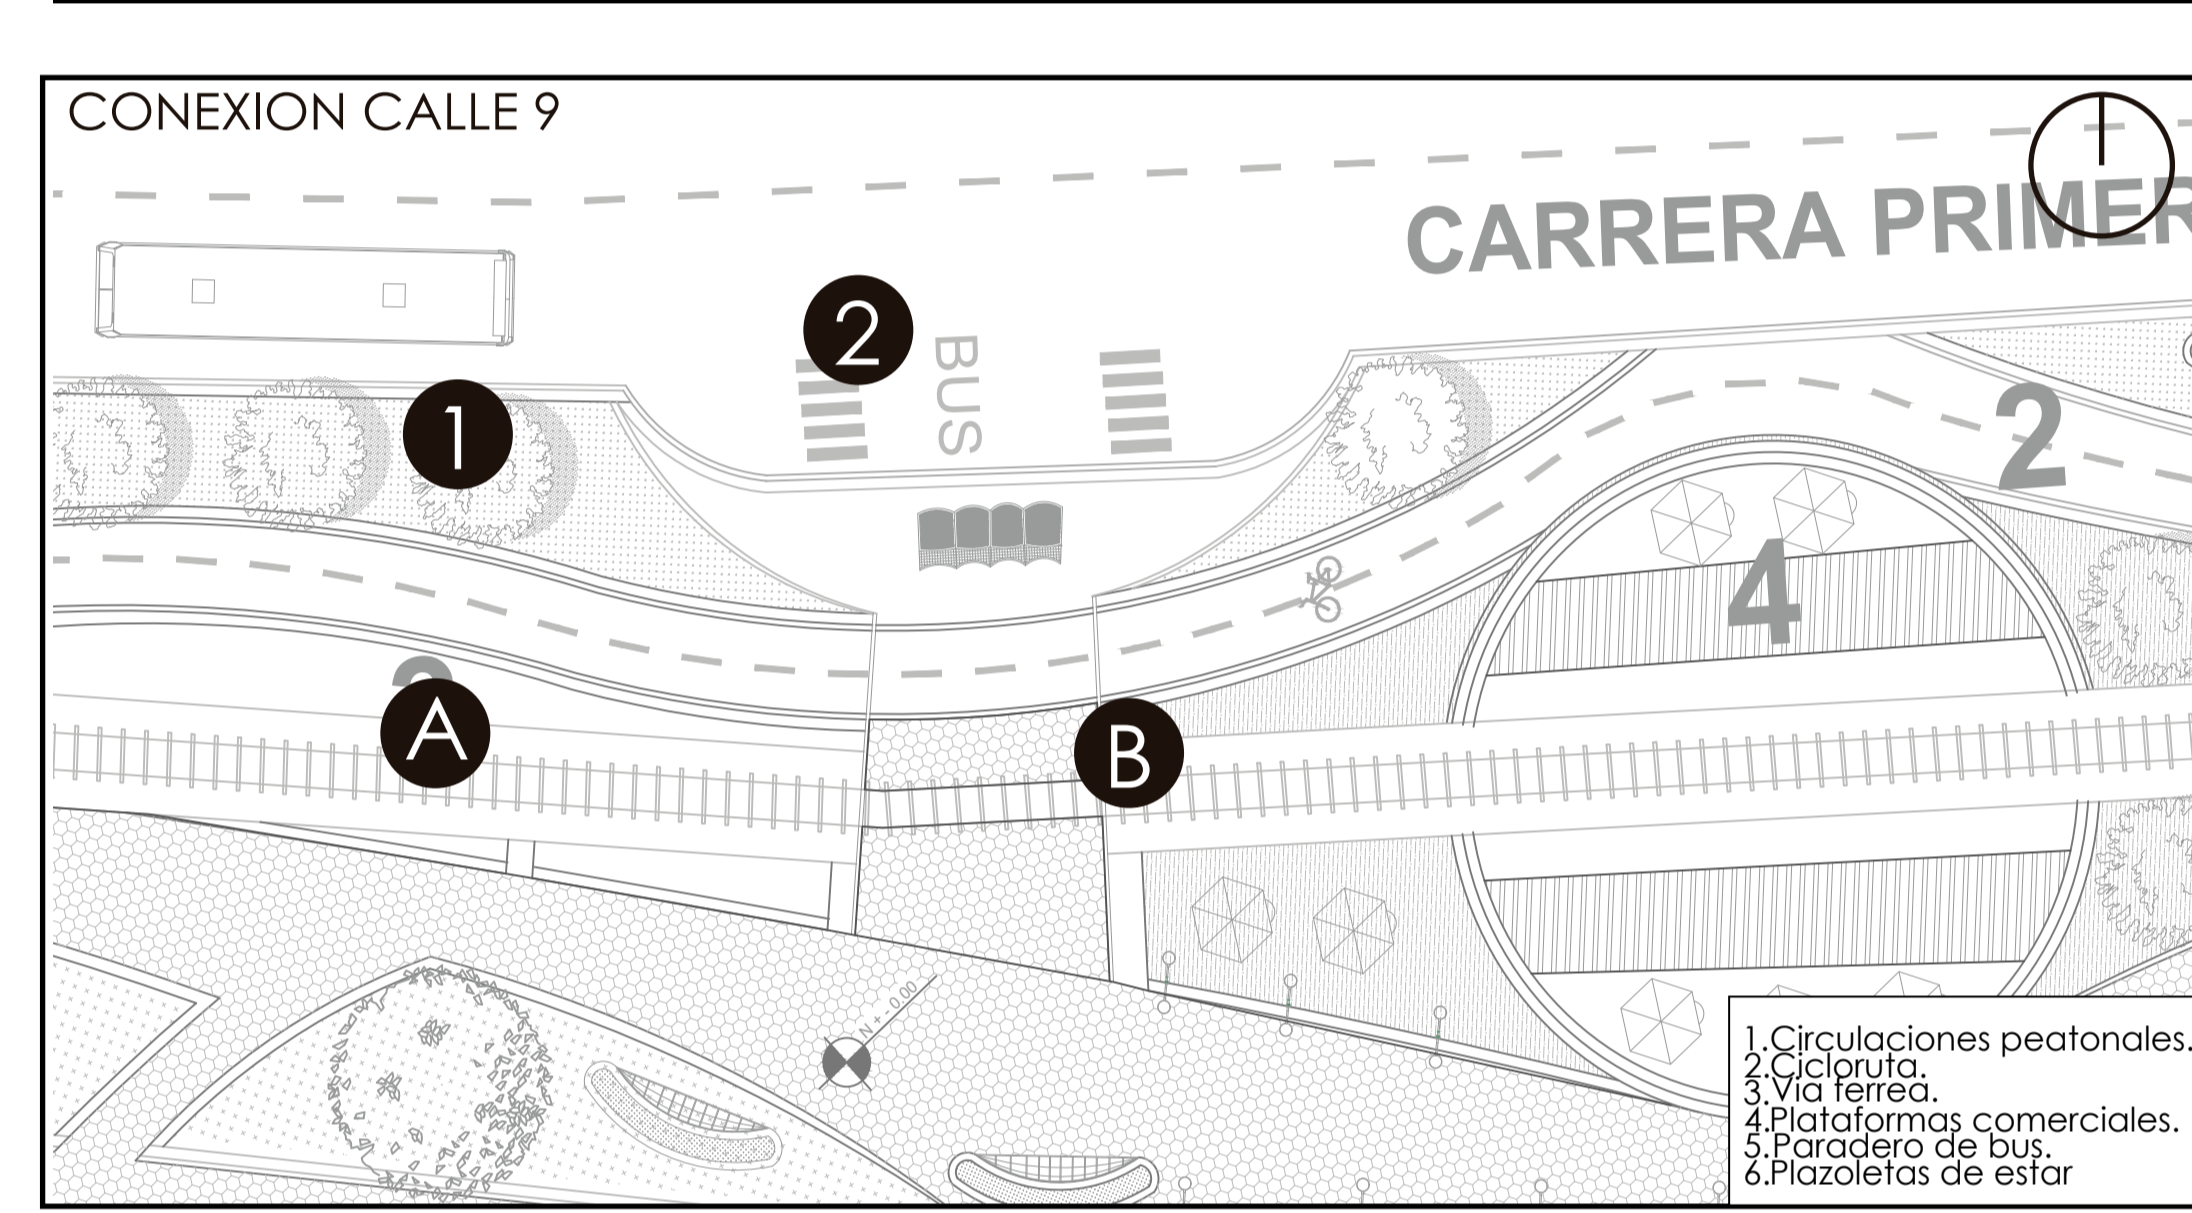 CONEXION CALLE 9
CARRERA PRIMER
2
BUS
1
2
4
A
B
N+-0.00
1.Circulaciones peatonales.
2.Cicloruta.
3.Via ferrea.
4.Plataformas comerciales.
5.Paradero de bus.
6.Plazoletas de estar